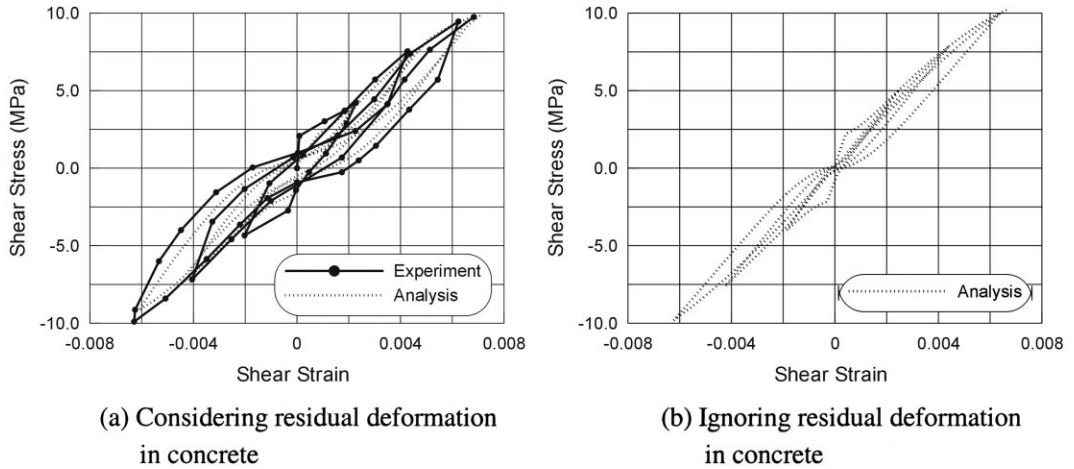 10.0
5.0
0.0
-5.0
-10.0
Shear Stress (MPa)
Experiment
Analysis
-0.008
-0.004
0
0.004
0.008
Shear Strain
(a) Considering residual deformation
in concrete
10.0
5.0
0.0
-5.0
-10.0
Shear Stress (MPa)
Analysis
-0.008
-0.004
0
0.004
0.008
Shear Strain
(b) Ignoring residual deformation
in concrete